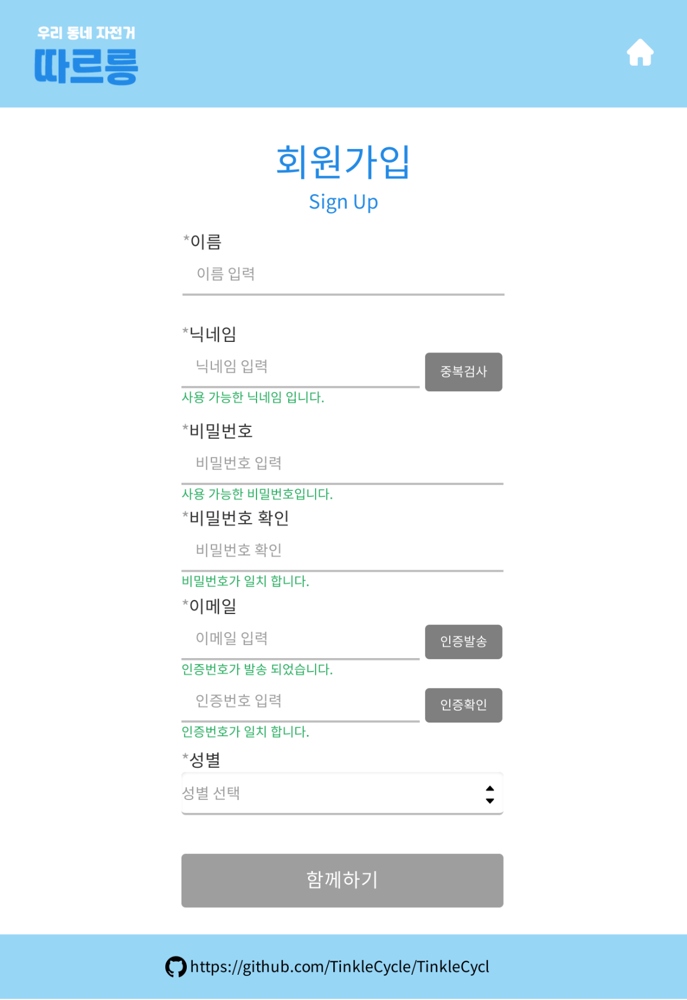 우리 동네 자전거
따르릉
회원가입
Sign Up
*이름
이름 입력
*닉네임
닉네임 입력
중복검사
사용 가능한 닉네임 입니다.
*비밀번호
비밀번호 입력
사용 가능한 비밀번호입니다.
*비밀번호 확인
비밀번호 확인
비밀번호가 일치 합니다.
*이메일
이메일 입력
인증발송
인증번호가 발송 되었습니다.
인증번호 입력
인증확인
인증번호가 일치 합니다.
*성별
성별 선택
함께하기
https://github.com/TinkleCycle/TinkleCycl